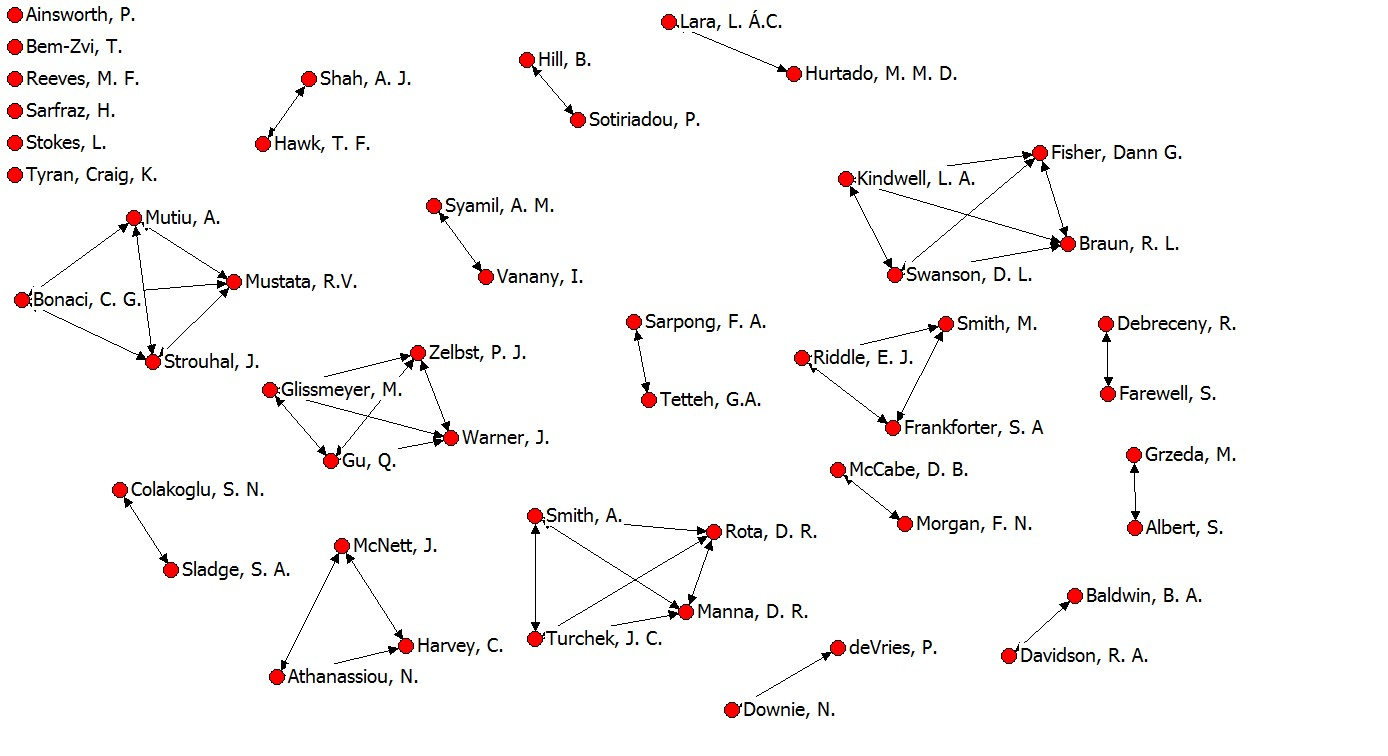 Ainsworth, P.
Bem-Zvi, T.
Reeves, M. F.
Sarfraz, H.
Stokes, L.
Tyran, Craig, K.
Shah, A. J.
Hawk, T. F.
Hill, B.
Sotiriadou, P.
Lara, L. Á.C.
Hurtado, M. M. D.
Fisher, Dann G.
Kindwell, L. A.
Braun, R. L.
Swanson, D. L.
Mutiu, A.
Mustata, R.V.
Bonaci, C. G.
Strouhal, J.
Syamil, A. M.
Vanany, I.
Zelbst, P. J.
Glissmeyer, M.
Warner, J.
Gu, Q.
Sarpong, F. A.
Tetteh, G.A.
Smith, M.
Riddle, E. J.
Frankforter, S. A
Debreceny, R.
Farewell, S.
McCabe, D. B.
Morgan, F. N.
Grzeda, M.
Albert, S.
Colakoglu, S. N.
Sladge, S. A.
McNett, J.
Harvey, C.
Athanassiou, N.
Smith, A.
Rota, D. R.
Manna, D. R.
Turchek, J. C.
deVries, P.
Downie, N.
Baldwin, B. A.
Davidson, R. A.